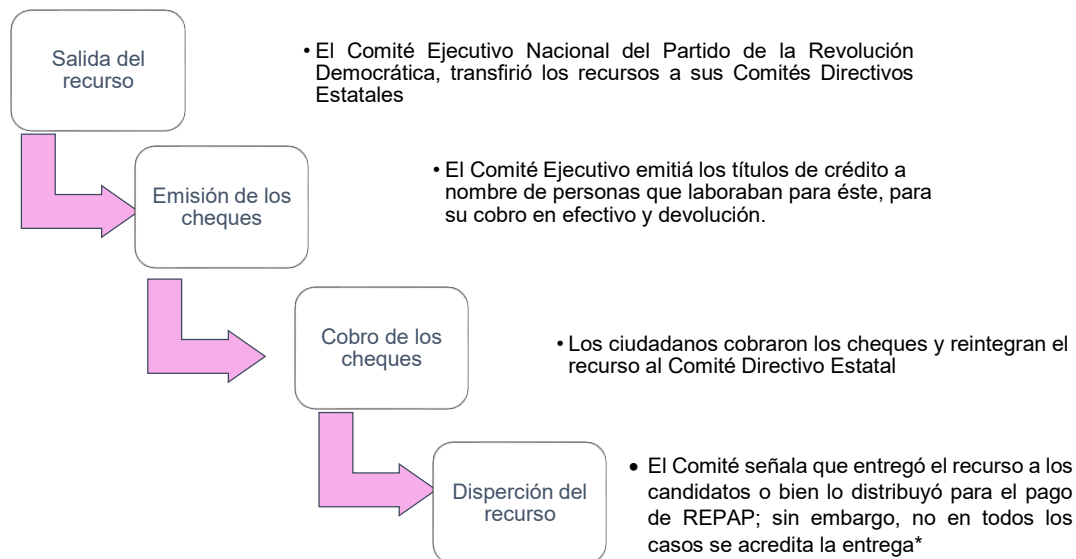 Salida del
recurso
• El Comité Ejecutivo Nacional del Partido de la Revolución
Democrática, transfirió los recursos a sus Comités Directivos
Estatales
Emisión de los
cheques
• El Comité Ejecutivo emitiá los títulos de crédito a
nombre de personas que laboraban para éste, para
su cobro en efectivo y devolución.
Cobro de los
cheques
• Los ciudadanos cobraron los cheques y reintegran el
recurso al Comité Directivo Estatal
Disperción del
recurso
• El Comité señala que entregó el recurso a los
candidatos o bien lo distribuyó para el pago
de REPAP; sin embargo, no en todos los
casos se acredita la entrega*